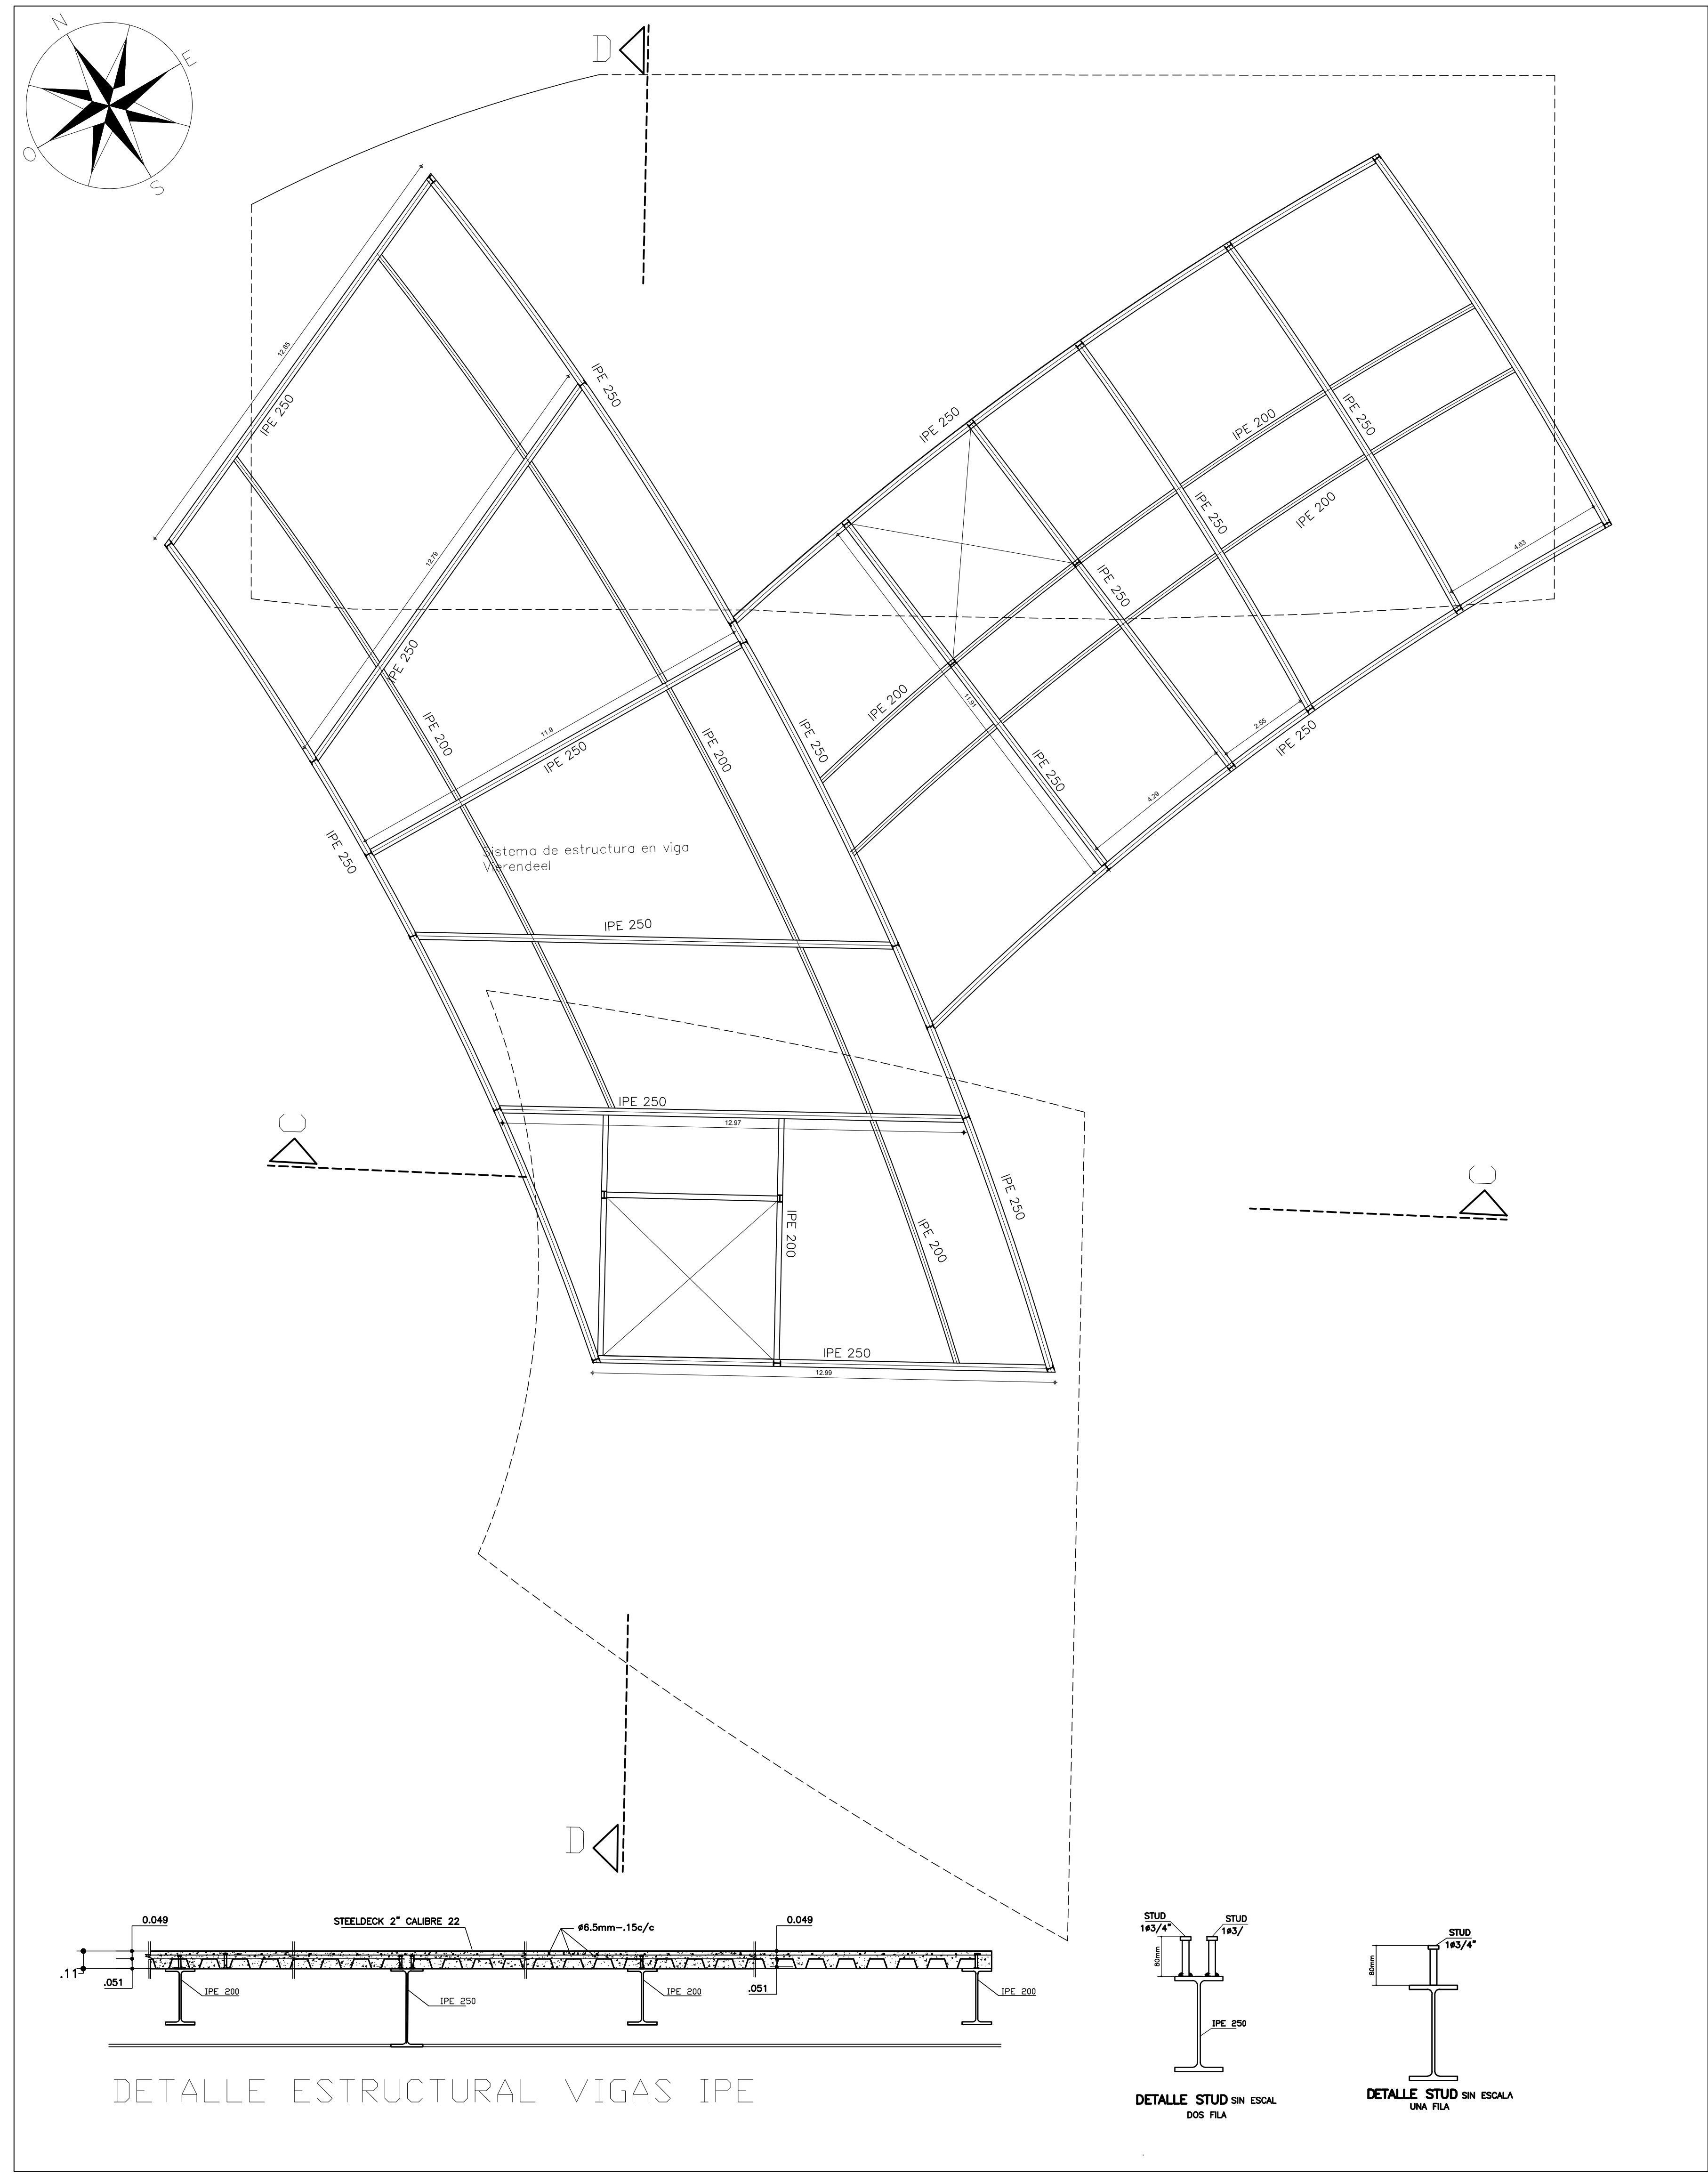 N
E
O
S
D
12.85
IPE 250
IPE 250
12.79
IPE 250
IPE 250
IPE 200
IPE 250
IPE 200
4.63
IPE 250
IPE 250
IPE 200
11.91
IPE 200
IPE 200
IPE 250
11.9
IPE 250
IPE 250
2.55
IPE 250
4.29
IPE 250
Sistema de estructura en viga
Vierendeel
IPE 250
IPE 250
12.97
C
C
IPE 250
IPE 200
IPE 200
IPE 250
12.99
D
0.049
STEELDECK 2" CALIBRE 22
ø6.5mm-.15c/c
0.049
.11
.051
.051
IPE 200
IPE 250
IPE 200
IPE 200
DETALLE ESTRUCTURAL VIGAS IPE
STUD
1ø3/4"
STUD
1ø3/
80mm
IPE 250
DETALLE STUD SIN ESCAL
DOS FILA
STUD
1ø3/4"
80mm
DETALLE STUD SIN ESCALA
UNA FILA